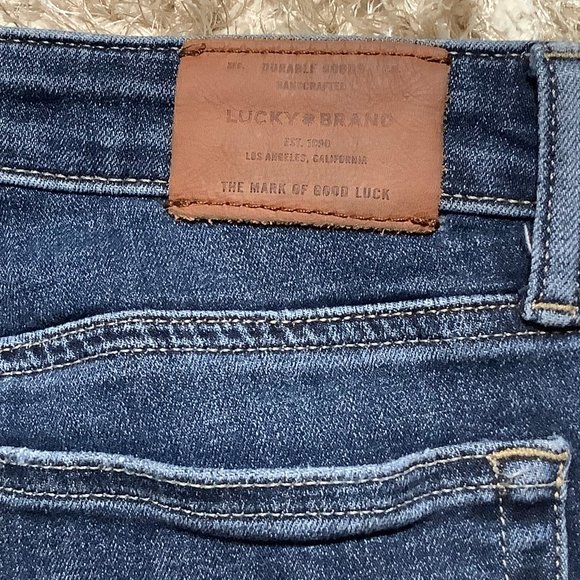 DURABLE GOODS
HANDCRAFTED
LUCKY BRAND
EST. 1990
LOS ANGELES, CALIFORNIA
THE MARK OF GOOD LUCK